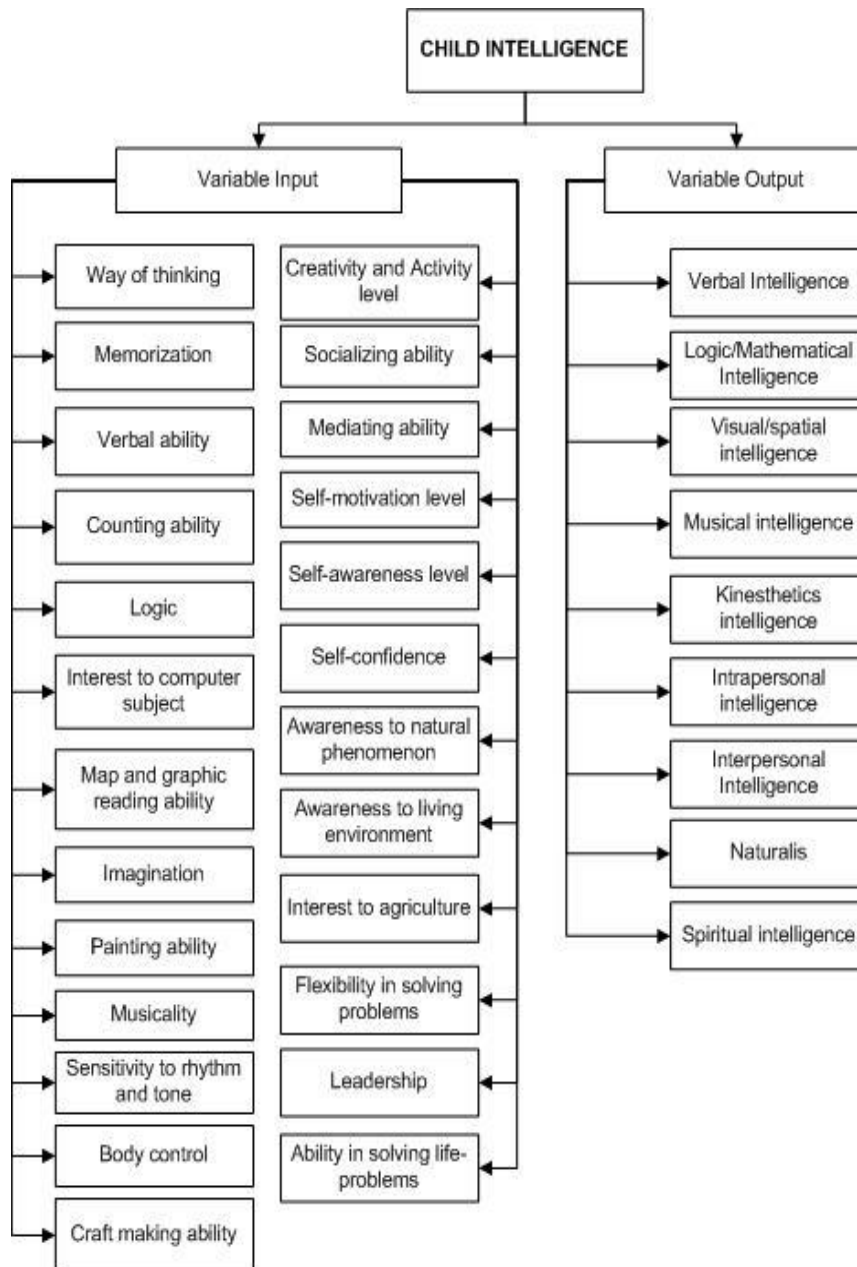 CHILD INTELLIGENCE
Variable Input
Way of thinking
Memorization
Verbal ability
Counting ability
Logic
Interest to computer
subject
Map and graphic
reading ability
Imagination
Painting ability
Musicality
Sensitivity to rhythm
and tone
Body control
Craft making ability
Creativity and Activity
level
Socializing ability
Mediating ability
Self-motivation level
Self-awareness level
Self-confidence
Awareness to natural
phenomenon
Awareness to living
environment
Interest to agriculture
Flexibility in solving
problems
Leadership
Ability in solving life-
problems
Variable Output
Verbal Intelligence
Logic/Mathematical
Intelligence
Visual/spatial
intelligence
Musical intelligence
Kinesthetics
intelligence
Intrapersonal
intelligence
Interpersonal
Intelligence
Naturalis
Spiritual intelligence